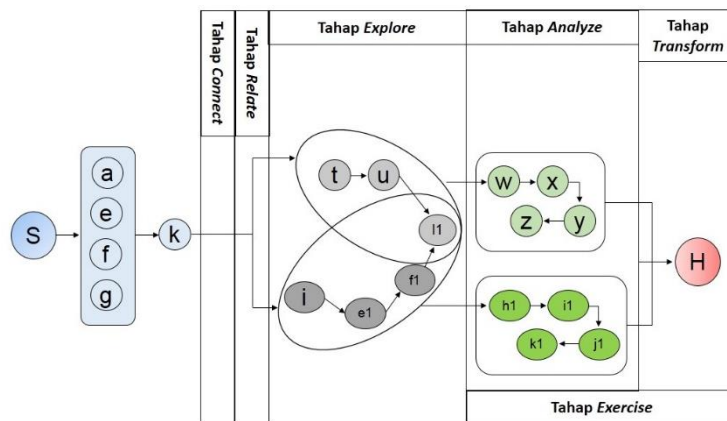 Tahap Connect
Tahap Relate
Tahap Explore
Tahap Analyze
Tahap
Transform
S
a
e
f
g
k
t
u
l1
i
e1
f1
w
x
z
y
h1
i1
k1
j1
H
Tahap Exercise